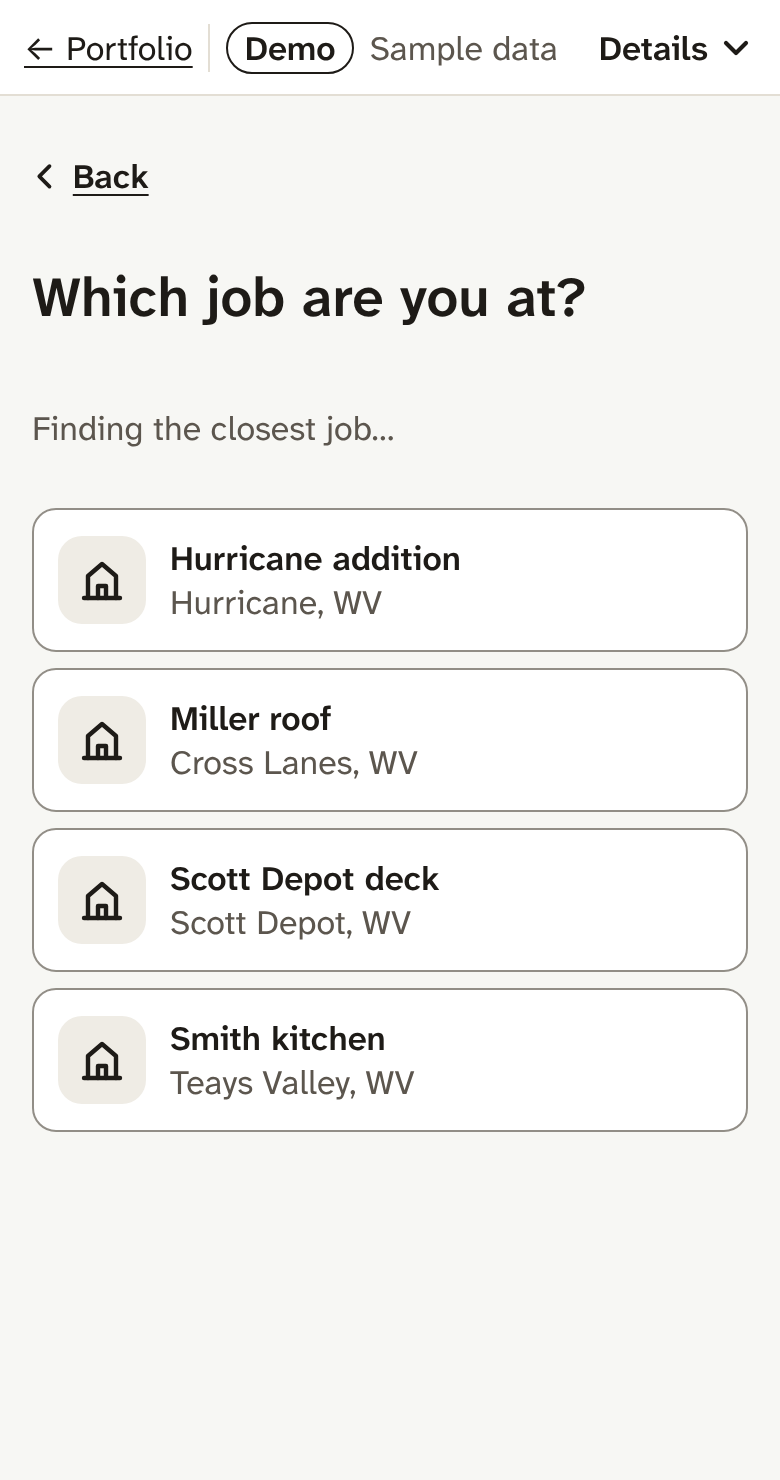 ← Portfolio Demo Sample data Details
Back
Which job are you at?
Finding the closest job...
Hurricane addition
Hurricane, WV
Miller roof
Cross Lanes, WV
Scott Depot deck
Scott Depot, WV
Smith kitchen
Teays Valley, WV